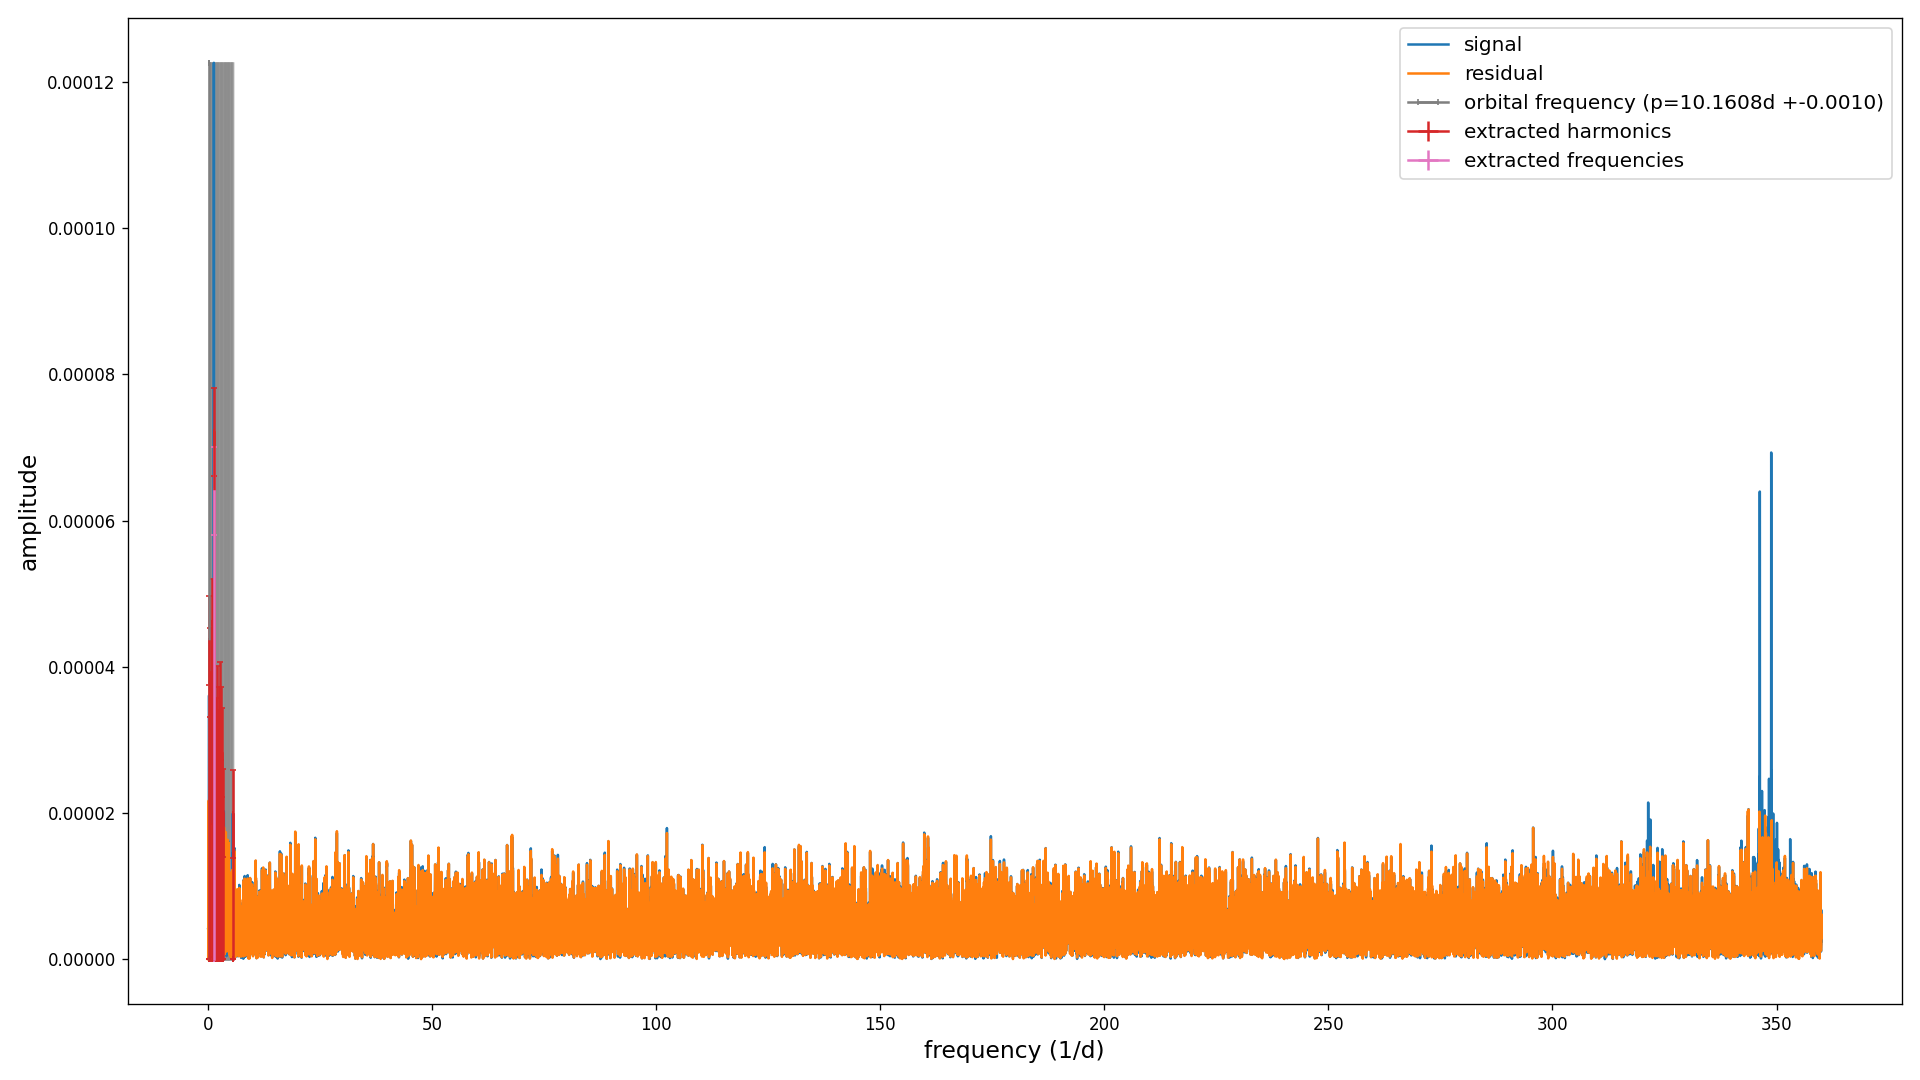 signal
residual
orbital frequency (p=10.1608d +-0.0010)
extracted harmonics
extracted frequencies
amplitude
0.00012
0.00010
0.00008
0.00006
0.00004
0.00002
0.00000
0 50 100 150 200 250 300 350
frequency (1/d)